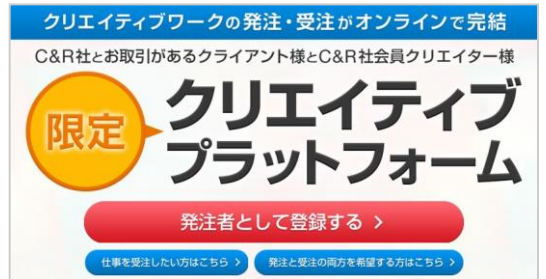 クリエイティブワークの発注・受注がオンラインで完結
C&R社とお取引があるクライアント様とC&R社会員クリエイター様
限定
クリエイティブ
プラットフォーム
発注者として登録する >
仕事を受注したい方はこちら >
発注と受注の両方を希望する方はこちら >